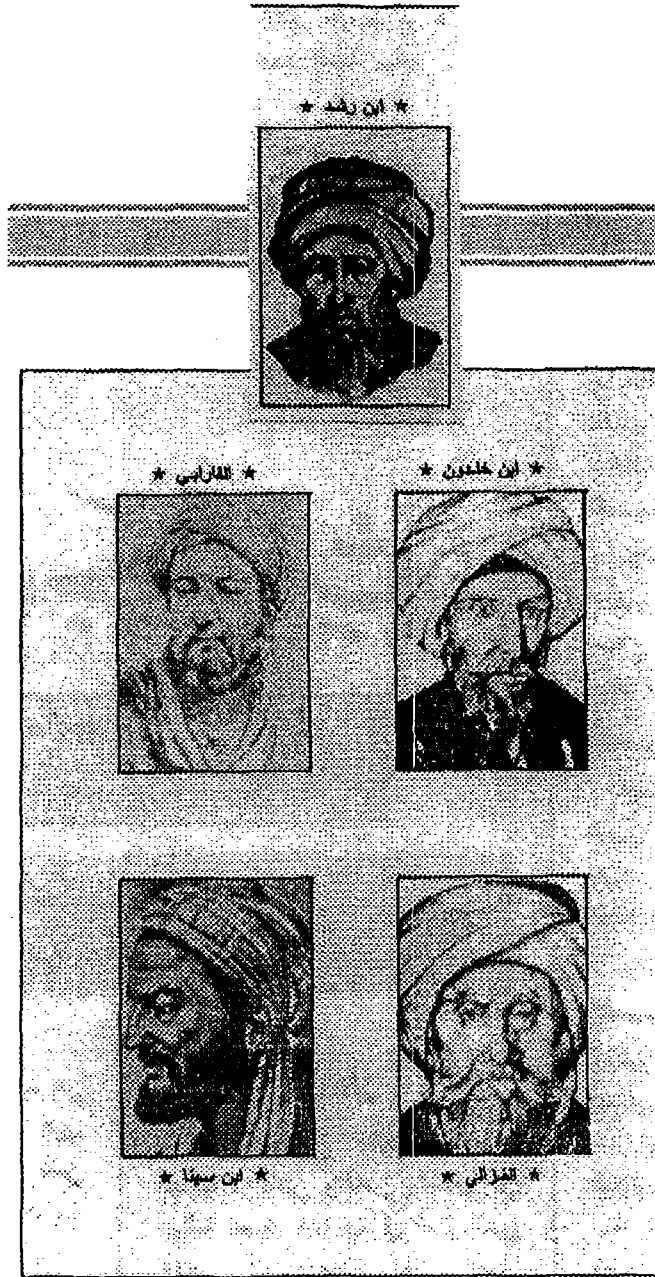 ★ ابن رشد ★
★ ابن خلدون ★
★ الفارابي ★
★ الغزالي ★
★ ابن سينا ★